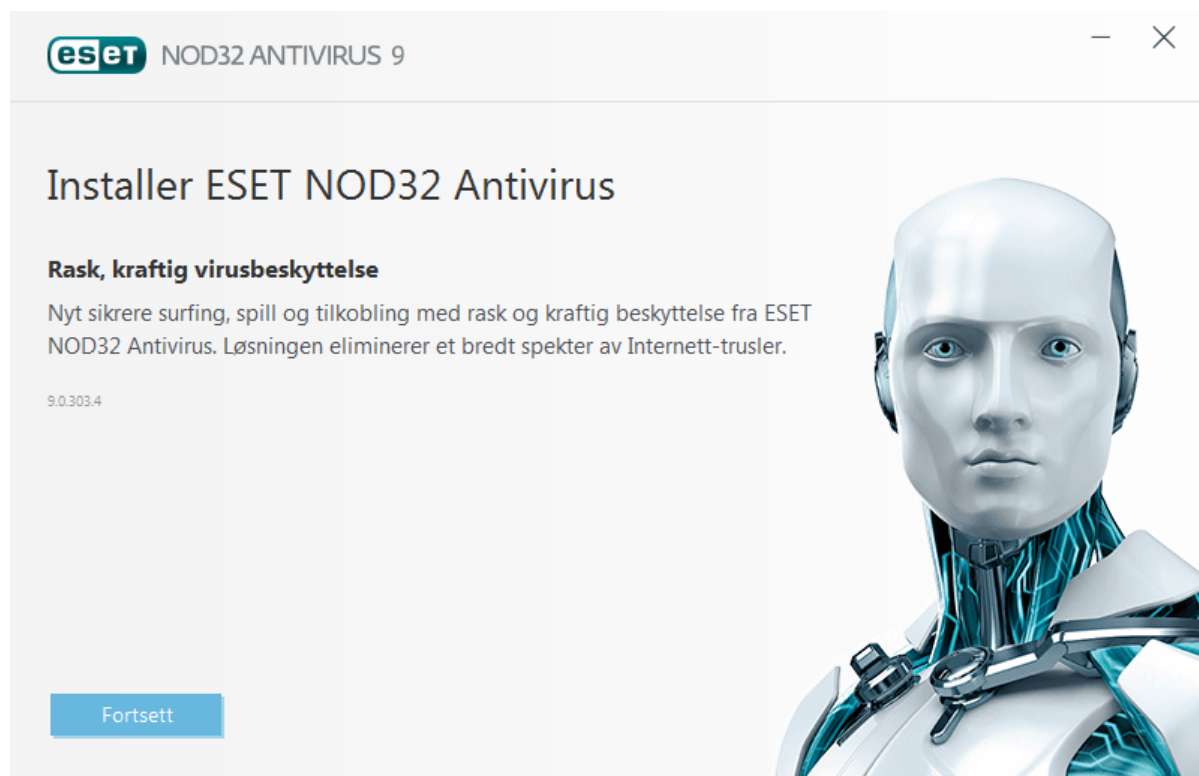 eset NOD32 ANTIVIRUS 9
Installer ESET NOD32 Antivirus
Rask, kraftig virusbeskyttelse
Nyt sikrere surfing, spill og tilkobling med rask og kraftig beskyttelse fra ESET
NOD32 Antivirus. Løsningen eliminerer et bredt spekter av Internett-trusler.
9.0.303.4
Fortsett